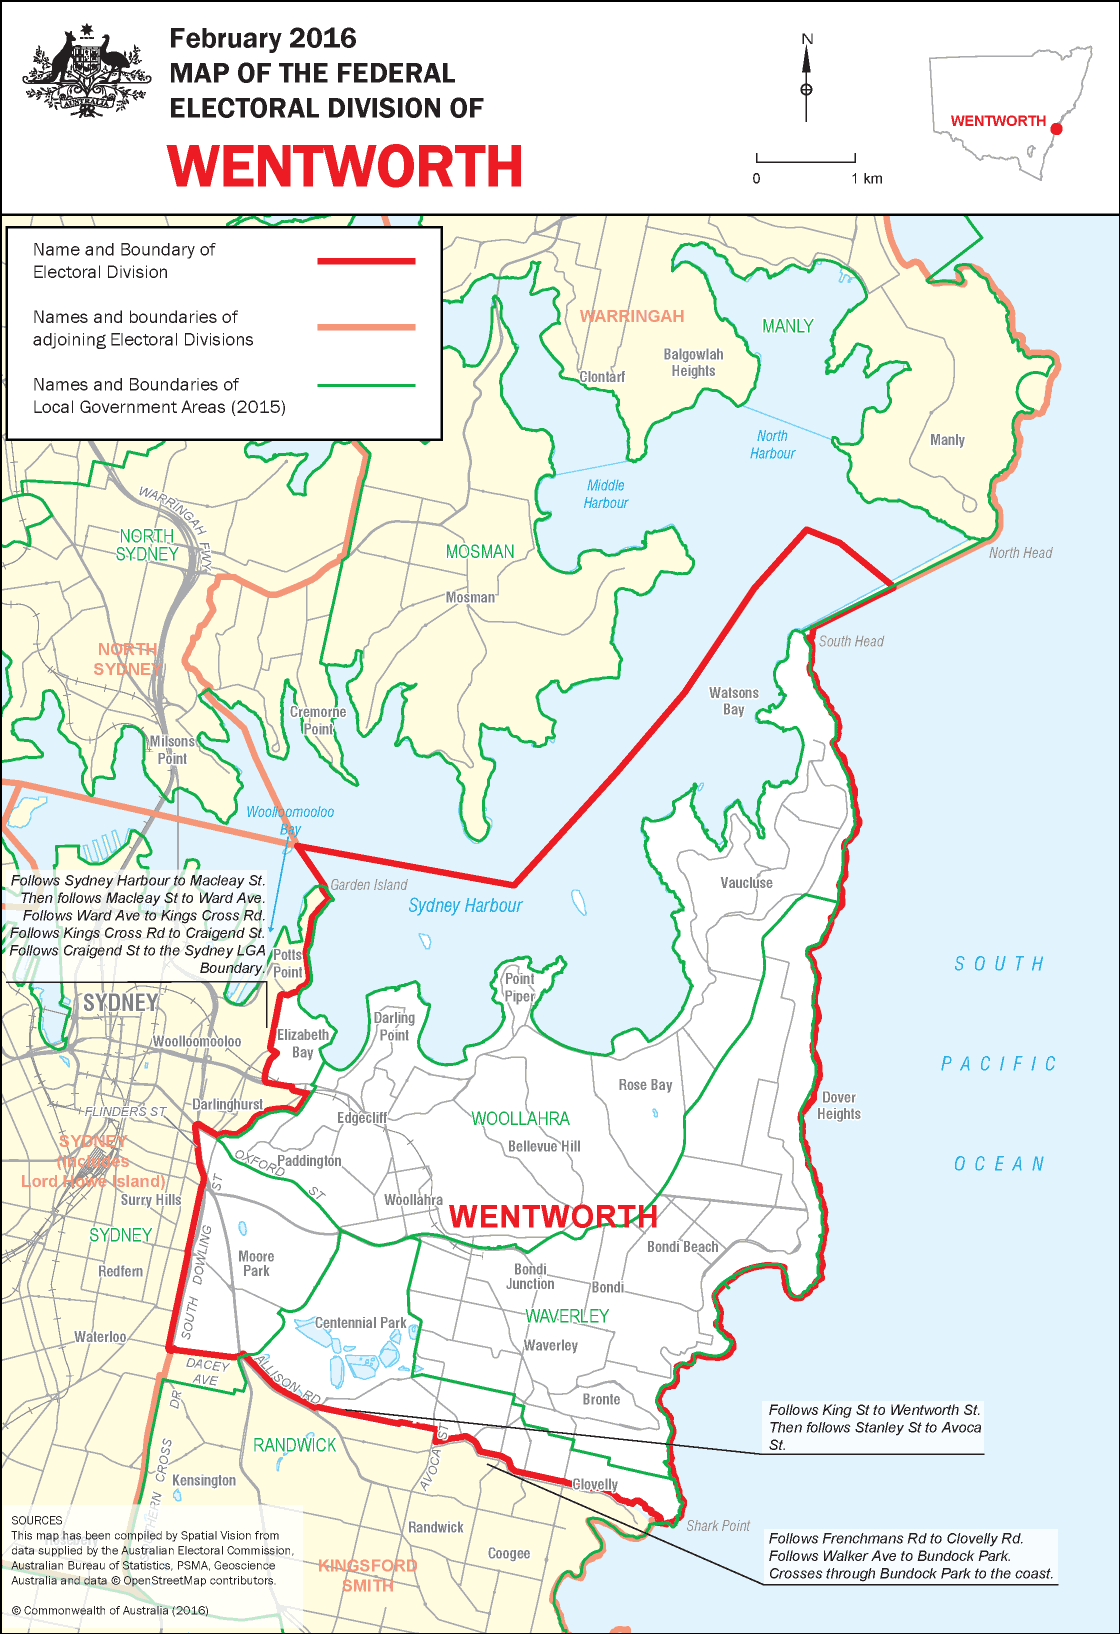 February 2016
MAP OF THE FEDERAL
ELECTORAL DIVISION OF
WENTWORTH
AUSTRALIA
N
0
1 km
WENTWORTH
Name and Boundary of
Electoral Division
Names and boundaries of
adjoining Electoral Divisions
Names and Boundaries of
Local Government Areas (2015)
WARRINGAH
MANLY
Balgowlah
Heights
Clontarf
North
Harbour
Manly
Middle
Harbour
WARRINGAH FWY
NORTH
SYDNEY
MOSMAN
North Head
Mosman
NORTH
SYDNEY
South Head
Watsons
Bay
Cremorne
Point
Milsons
Point
Woolloomooloo
Bay
Follows Sydney Harbour to Macleay St.
Then follows Macleay St to Ward Ave.
Follows Ward Ave to Kings Cross Rd.
Follows Kings Cross Rd to Craigend St.
Follows Craigend St to the Sydney LGA
Boundary.
Garden Island
Sydney Harbour
Vaucluse
Potts
Point
Point
Piper
SOUTH
PACIFIC
OCEAN
SYDNEY
Darling
Point
Woolloomooloo
Elizabeth
Bay
Rose Bay
Dover
Heights
FLINDERS ST
Darlinghurst
Edgecliff
WOOLLAHRA
Bellevue Hill
SYDNEY
(includes
Lord Howe Island)
OXFORD ST
Paddington
Surry Hills
Woollahra
WENTWORTH
SYDNEY
SOUTH DOWLING ST
Moore
Park
Bondi Beach
Redfern
Bondi
Junction
Bondi
Centennial Park
WAVERLEY
Waterloo
Waverley
DACEY
AVE
ALLISON RD
Bronte
Follows King St to Wentworth St.
Then follows Stanley St to Avoca
St.
RANDWICK
AVOCA ST
Kensington
Clovelly
CROSS DR
Randwick
Shark Point
Coogee
KINGSFORD
SMITH
Follows Frenchmans Rd to Clovelly Rd.
Follows Walker Ave to Bundock Park.
Crosses through Bundock Park to the coast.
SOURCES
This map has been compiled by Spatial Vision from
data supplied by the Australian Electoral Commission,
Australian Bureau of Statistics, PSMA, Geoscience
Australia and data © OpenStreetMap contributors.
© Commonwealth of Australia (2016)